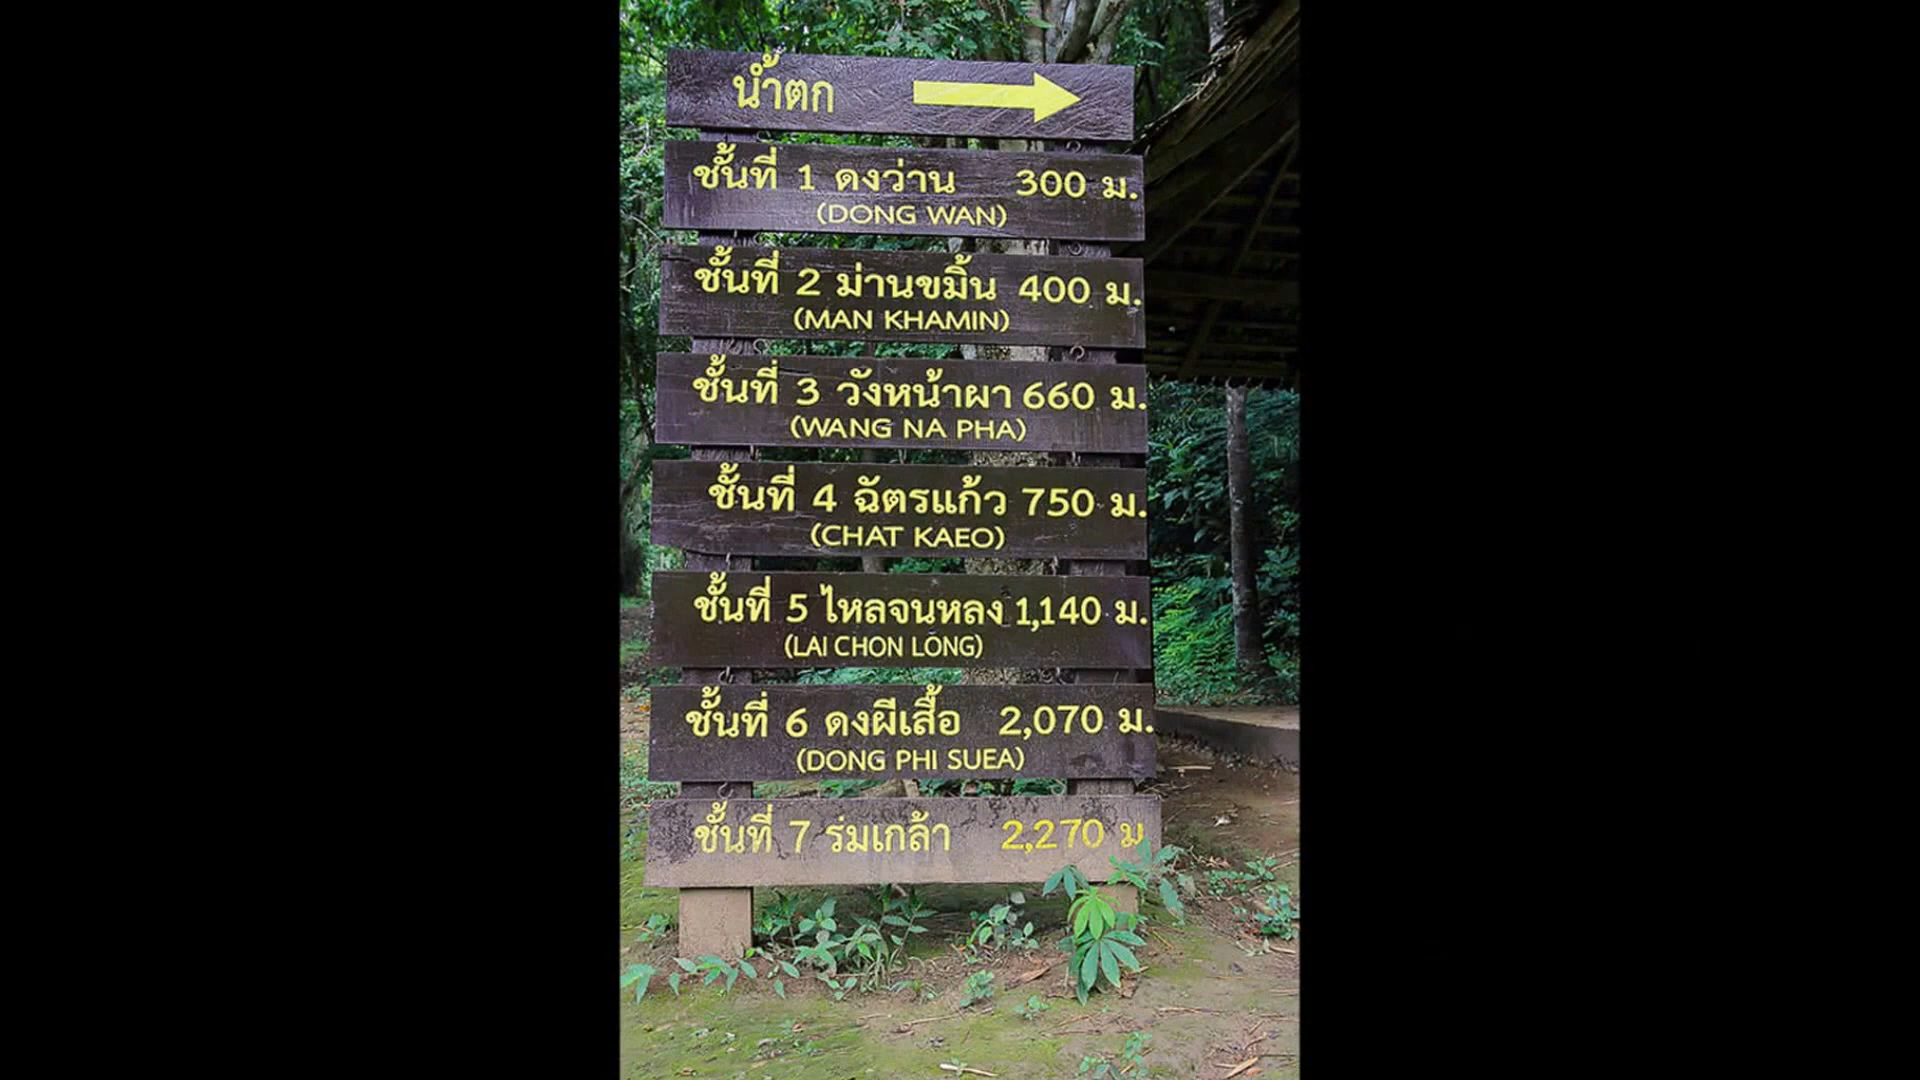 น้ำตก
ชั้นที่ 1 ดงว่าน 300 ม.
(DONG WAN)
ชั้นที่ 2 ม่านขมิ้น 400 ม.
(MAN KHAMIN)
ชั้นที่ 3 วังหน้าผา 660 ม.
(WANG NA PHA)
ชั้นที่ 4 ฉัตรแก้ว 750 ม.
(CHAT KAEO)
ชั้นที่ 5 ไหลจนหลง 1,140 ม.
(LAI CHON LONG)
ชั้นที่ 6 ดงผีเสื้อ 2,070 ม.
(DONG PHI SUEA)
ชั้นที่ 7 ร่มเกล้า 2,270 ม